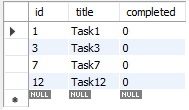 id title completed
1 Task1 0
3 Task3 0
7 Task7 0
12 Task12 0
NULL NULL NULL